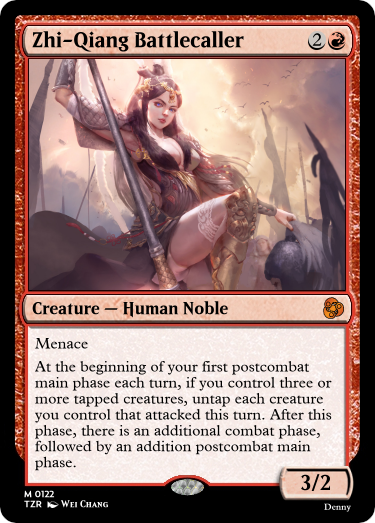 Zhi-Qiang Battlecaller 2
Creature — Human Noble
Menace
At the beginning of your first postcombat
main phase each turn, if you control three or
more tapped creatures, untap each creature
you control that attacked this turn. After this
phase, there is an additional combat phase,
followed by an addition postcombat main
phase.
3/2
M 0122
TZR Wei Chang
Denny